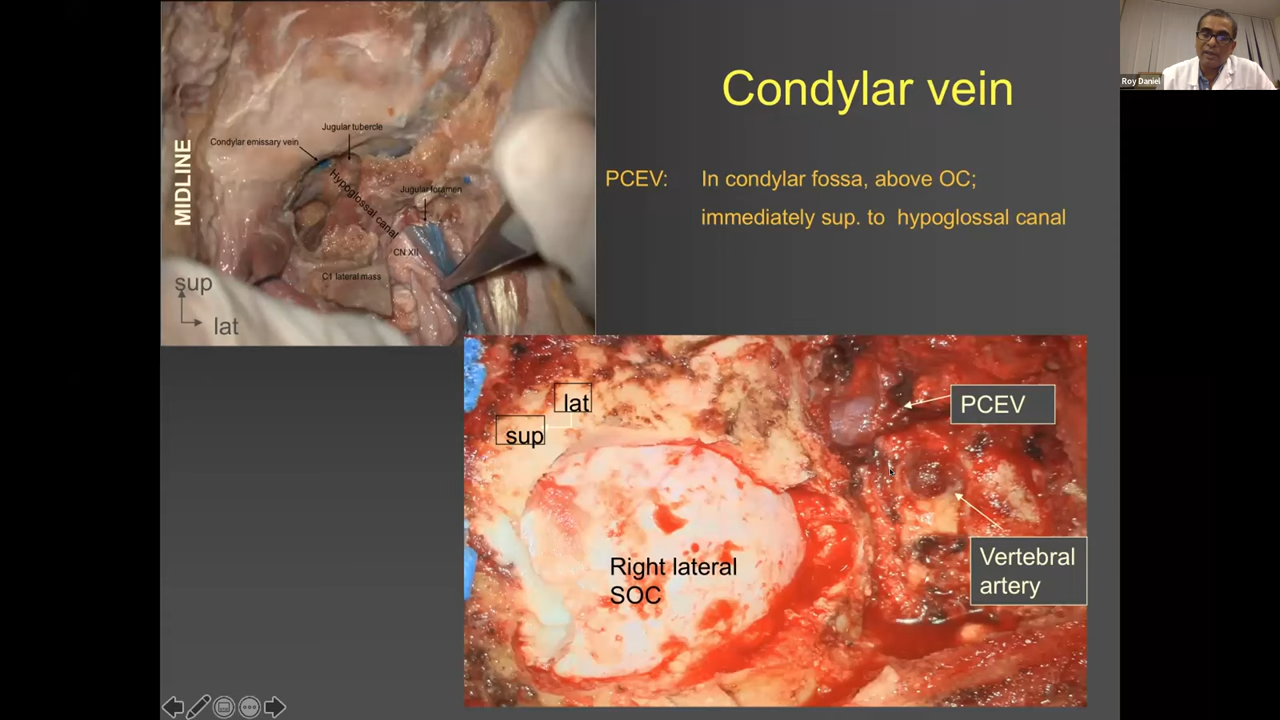 Condylar vein
PCEV: In condylar fossa, above OC;
immediately sup. to hypoglossal canal
Jugular tubercle
Condylar emissary vein
Hypoglossal canal
Jugular foramen
CN XII
C1 lateral mass
MIDLINE
sup
lat
lat
sup
PCEV
Right lateral
SOC
Vertebral
artery
Roy Daniel